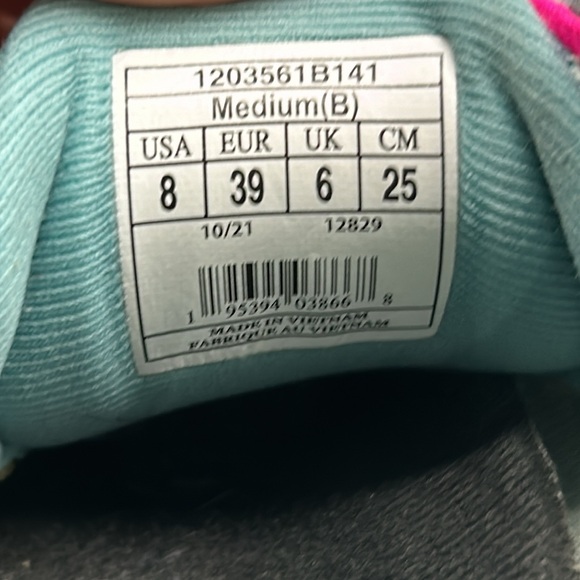 1203561B141
Medium(B)
USA EUR UK CM
8 39 6 25
10/21 12829
1 95394 03866 8
MADE IN VIETNAM
FABRIQUE AU VIETNAM